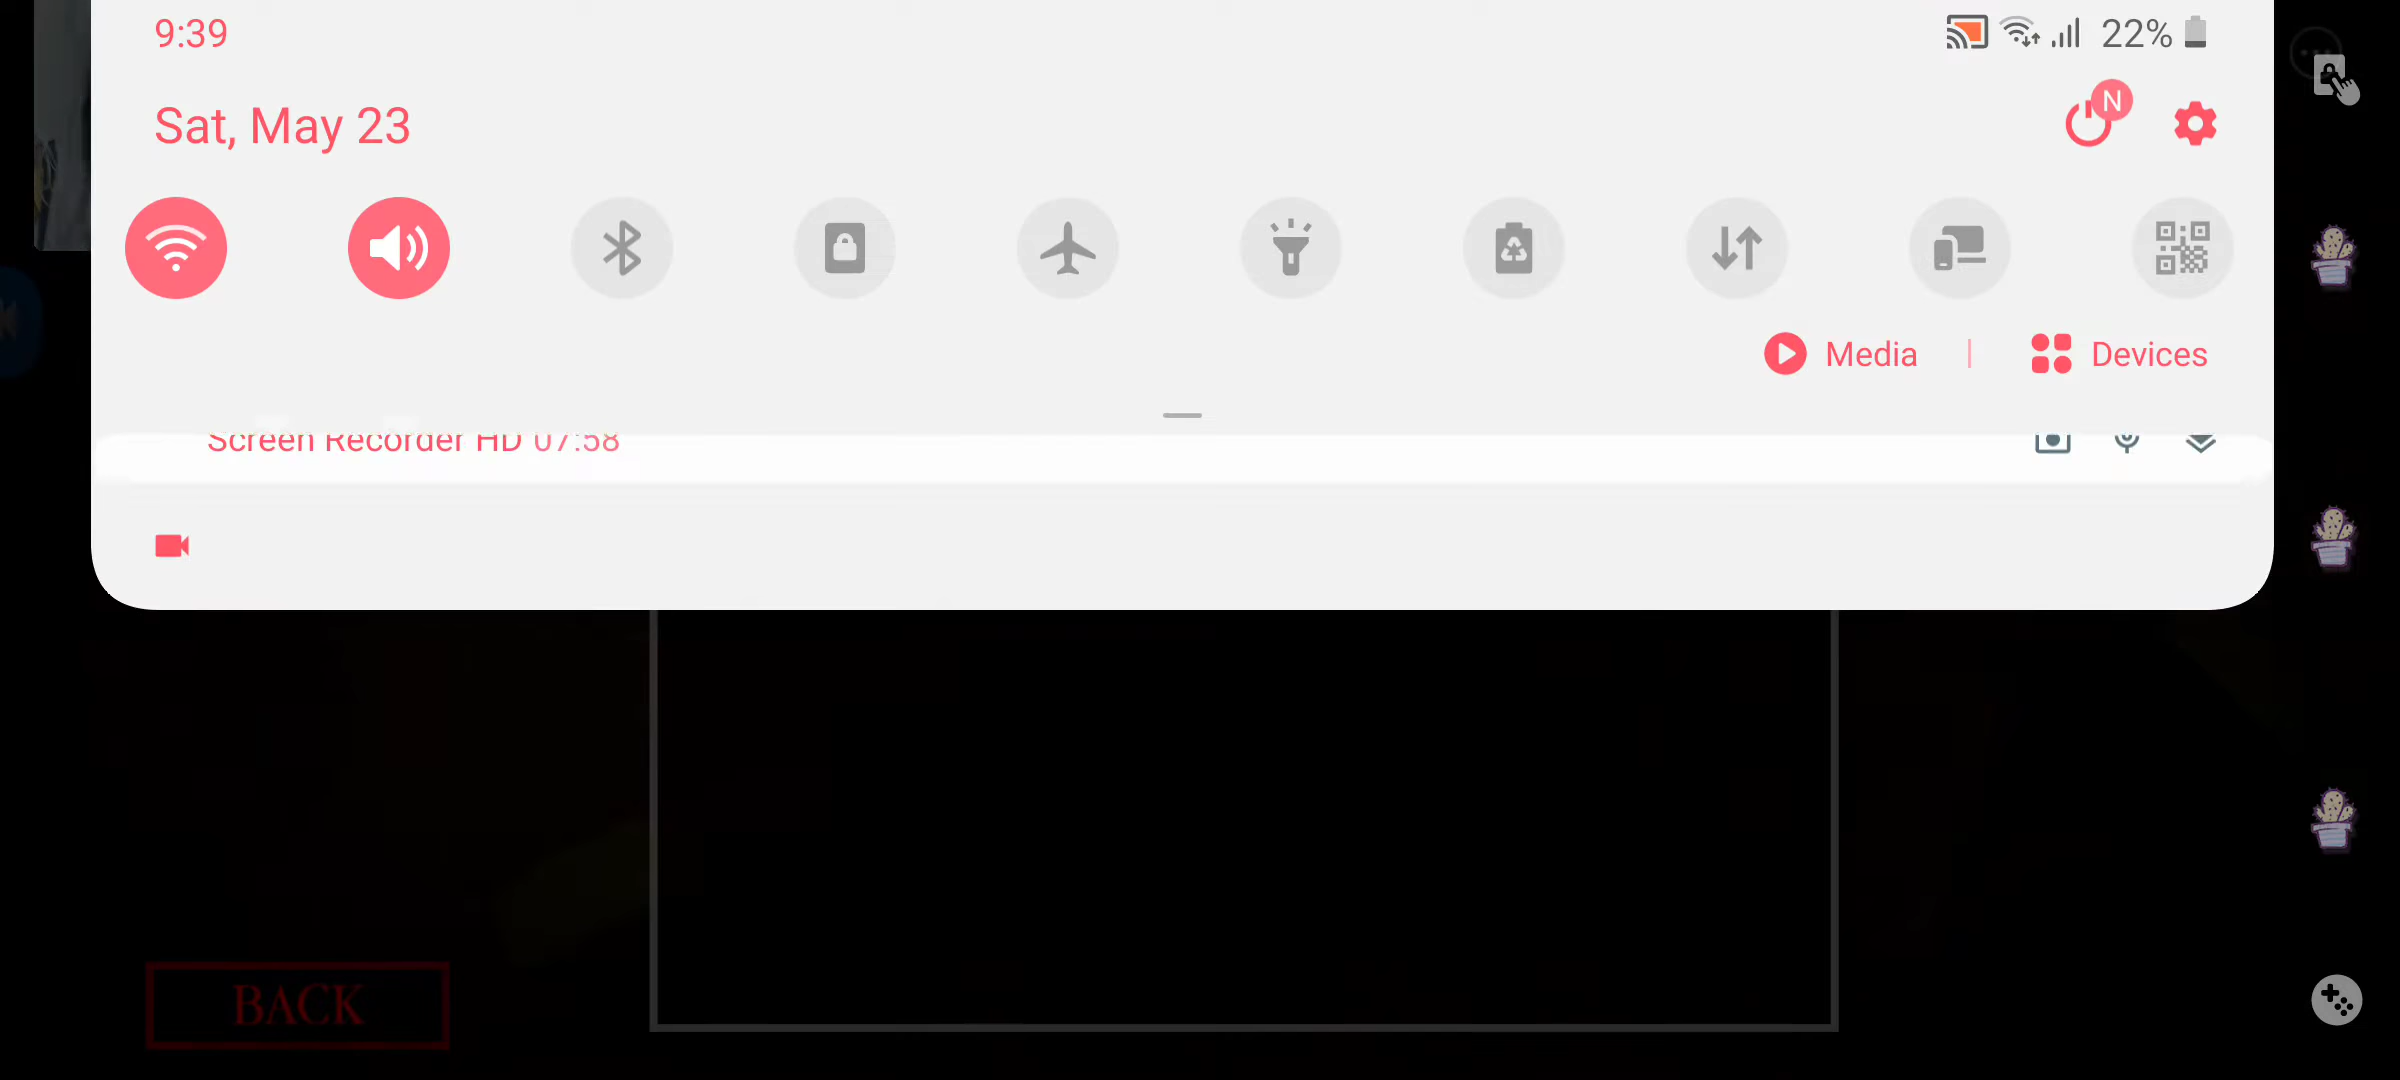 9:39
22%
Sat, May 23
N
Media | Devices
Screen Recorder HD 07:58
BACK